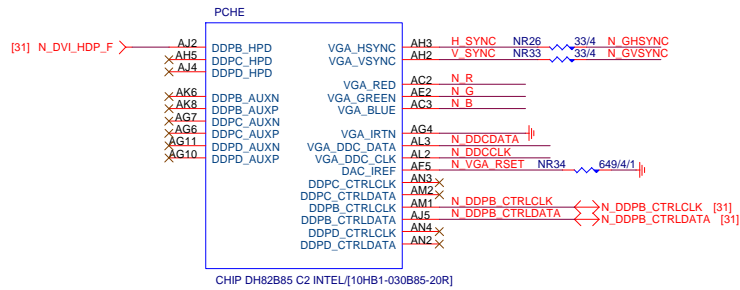 PCHE
[31] N_DVI_HDP_F AJ2 DDPB_HPD VGA_HSYNC AH3 H_SYNC NR26 33/4 N_GHSYNC
AH5 DDPC_HPD VGA_VSYNC AH2 V_SYNC NR33 33/4 N_GVSYNC
AJ4 DDPD_HPD
VGA_RED AC2 N_R
AK6 DDPB_AUXN VGA_GREEN AE2 N_G
AK8 DDPB_AUXP VGA_BLUE AC3 N_B
AG7 DDPC_AUXN
AG6 DDPC_AUXP VGA_IRTN AG4
AG11 DDPD_AUXN VGA_DDC_DATA AL3 N_DDCDATA
AG10 DDPD_AUXP VGA_DDC_CLK AL2 N_DDCCLK
DAC_IREF AF5 N_VGA_RSET NR34 649/4/1
DDPC_CTRLCLK AN3
DDPC_CTRLDATA AM2
DDPB_CTRLCLK AM1 N_DDPB_CTRLCLK N_DDPB_CTRLCLK [31]
DDPB_CTRLDATA AJ5 N_DDPB_CTRLDATA N_DDPB_CTRLDATA [31]
DDPD_CTRLCLK AN4
DDPD_CTRLDATA AN2
CHIP DH82B85 C2 INTEL/[10HB1-030B85-20R]